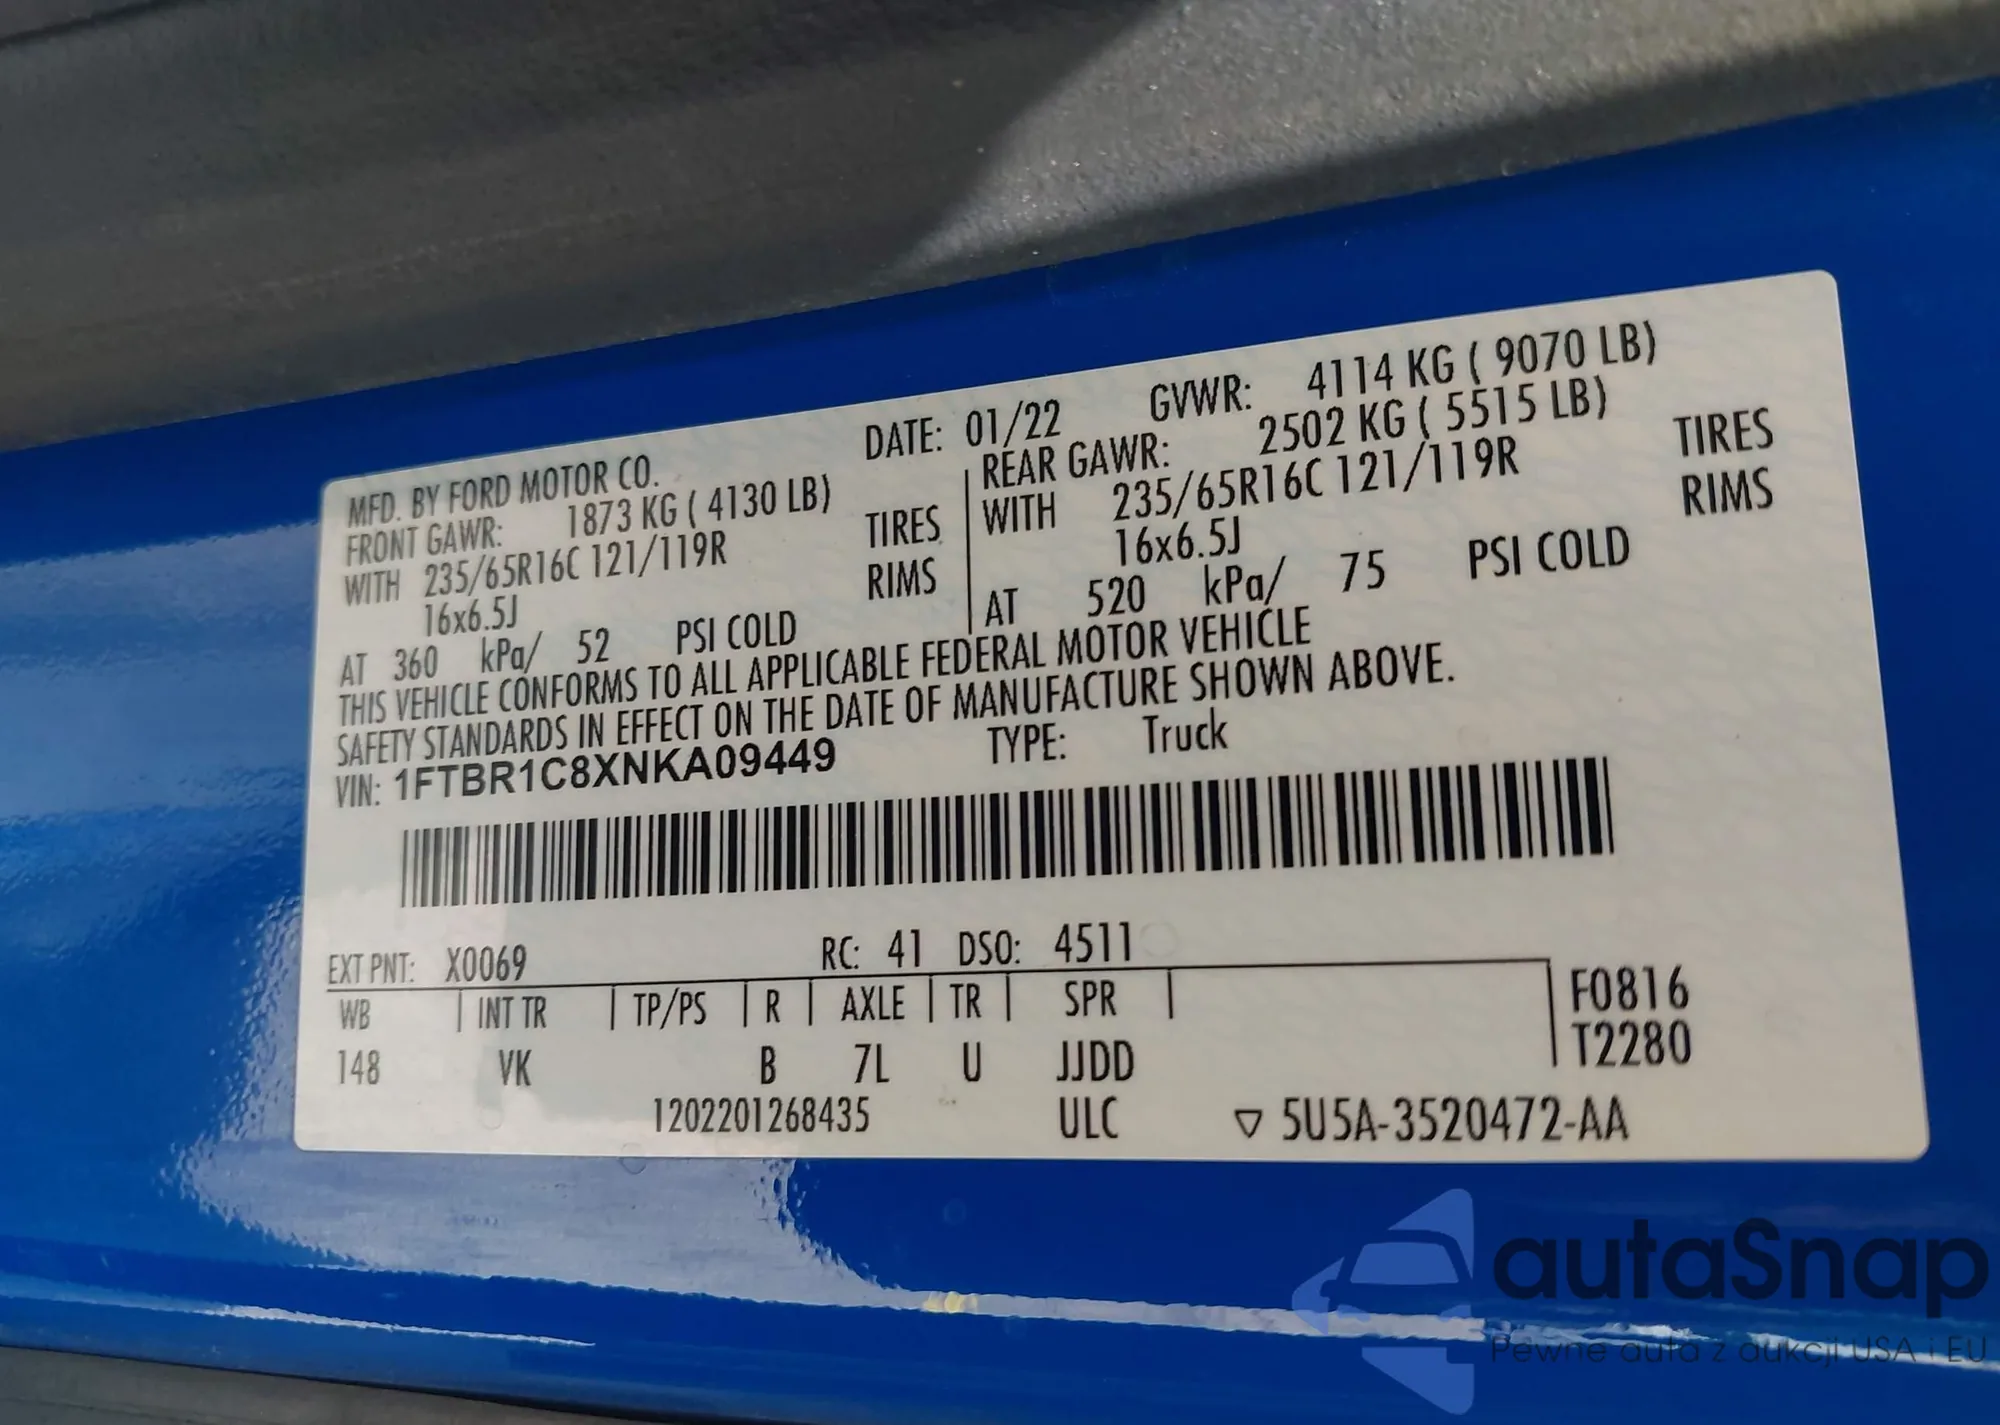 MFD. BY FORD MOTOR CO. DATE: 01/22 GVWR: 4114 KG ( 9070 LB)
FRONT GAWR: 1873 KG ( 4130 LB) REAR GAWR: 2502 KG ( 5515 LB)
WITH 235/65R16C 121/119R TIRES WITH 235/65R16C 121/119R TIRES
16x6.5J RIMS 16x6.5J RIMS
AT 360 kPa/ 52 PSI COLD AT 520 kPa/ 75 PSI COLD
THIS VEHICLE CONFORMS TO ALL APPLICABLE FEDERAL MOTOR VEHICLE
SAFETY STANDARDS IN EFFECT ON THE DATE OF MANUFACTURE SHOWN ABOVE.
VIN: 1FTBR1C8XNKA09449 TYPE: Truck
EXT PNT: X0069 RC: 41 DSO: 4511
WB INT TR TP/PS R AXLE TR SPR F0816
T2280
148 VK B 7L U JJDD
1202201268435 ULC ▽ 5U5A-3520472-AA
autaSnap
Pewne auta z aukcji USA i EU